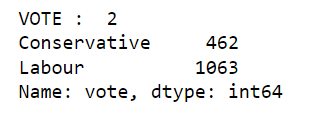 VOTE :  2
Conservative     462
Labour          1063
Name: vote, dtype: int64